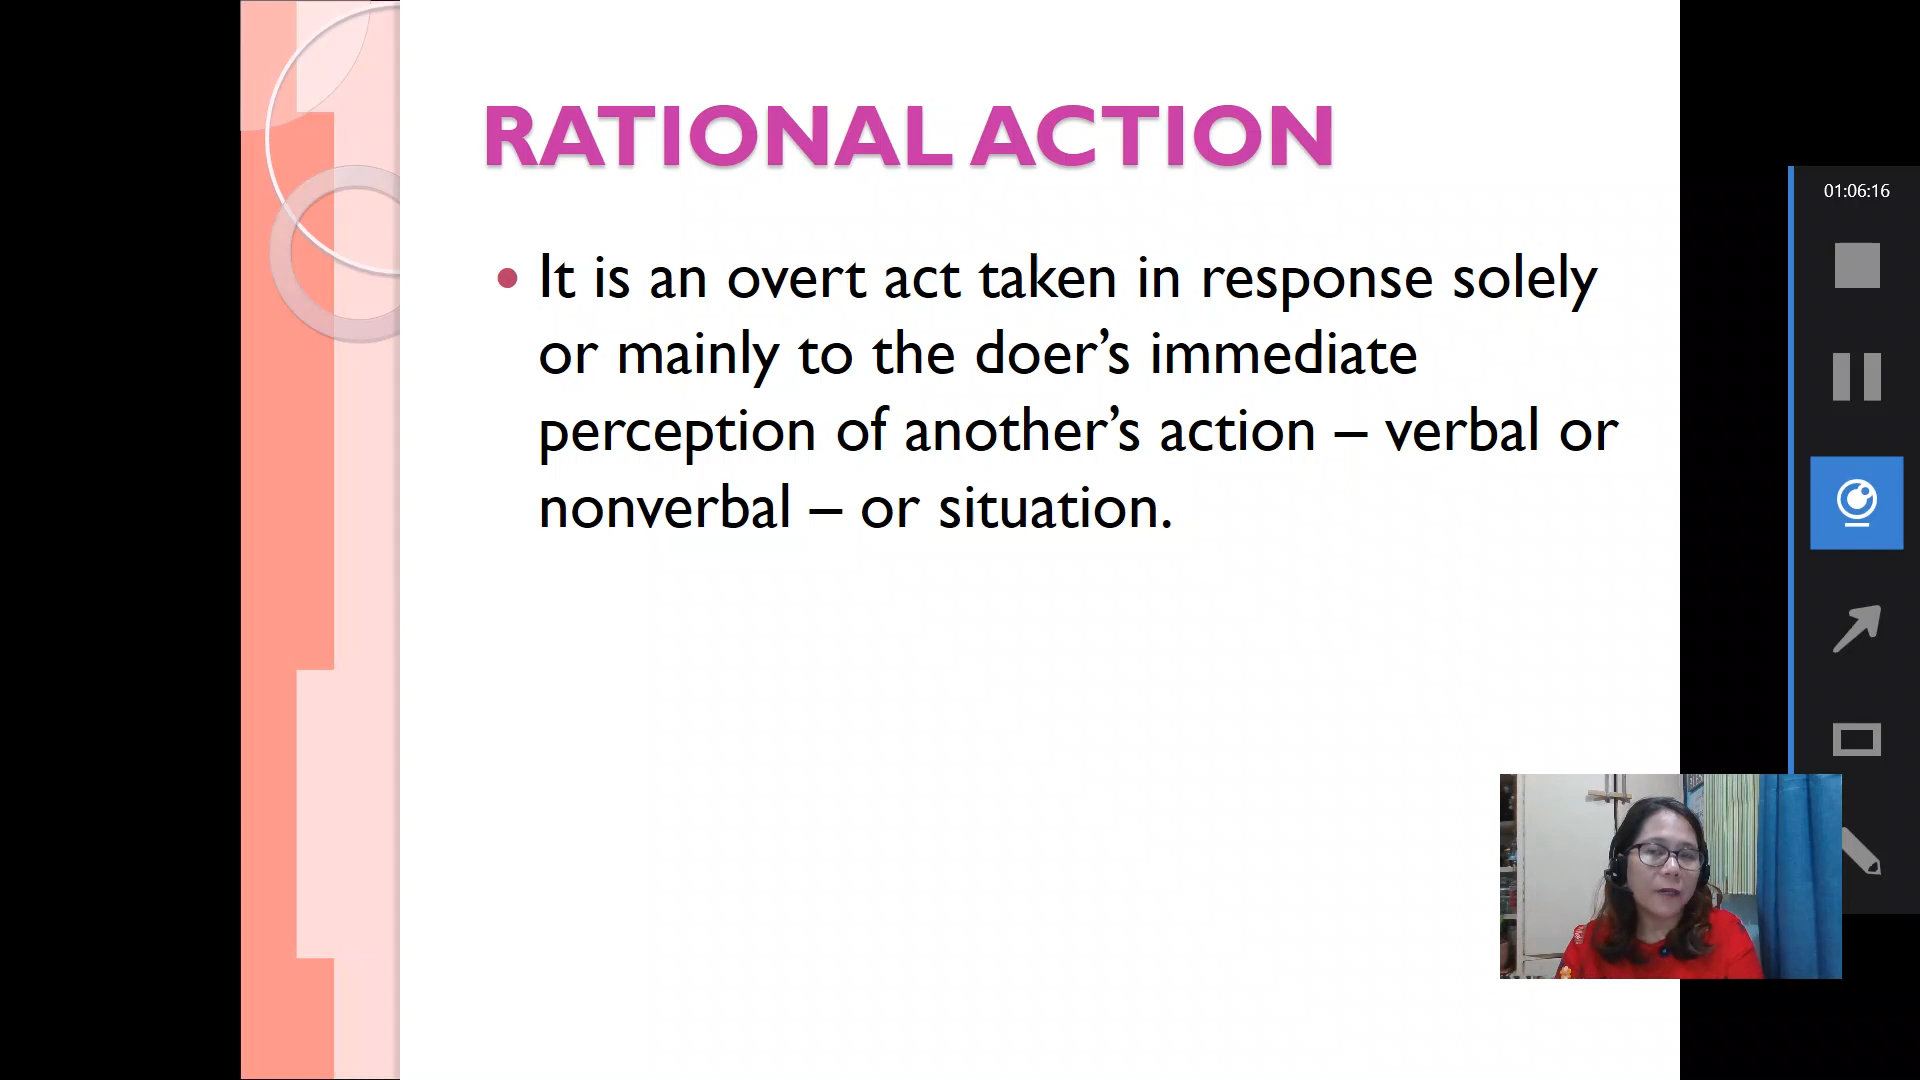 RATIONAL ACTION
• It is an overt act taken in response solely
or mainly to the doer’s immediate
perception of another’s action – verbal or
nonverbal – or situation.
01:06:16